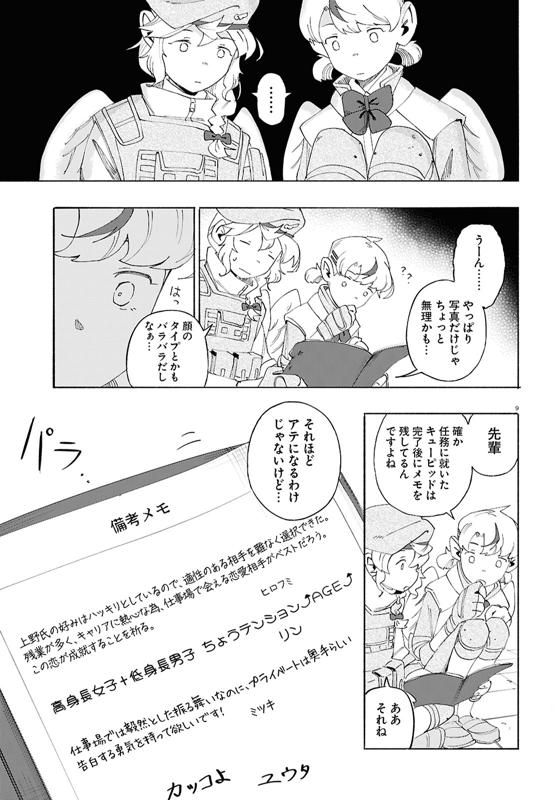 ……
うーん……
やっぱり
写真だけじゃ
ちょっと
無理かも…
??
顔の
タイプとかも
バラバラだし
なぁ…
はっ
9
先輩
確か
任務に就いた
キューピッドは
完了後にメモを
残してるん
ですよね
ああ
それね
それほど
アテになるわけ
じゃないけど…
パラ
備考メモ
上野氏の好みはハッキリとしているので、適性のある相手を難なく選択できた。
残業が多く、キャリアに熱心な為、仕事場で会える恋愛相手がベストだろう。
この恋が成就することを祈る。
ヒロフミ
高身長女子+低身長男子 ちょうテンション⤴AGE⤴
リン
仕事場では毅然とした振る舞いなのに、プライベートは奥手らしい
告白する勇気を持って欲しいです!
ミツキ
カッコよ ユウタ